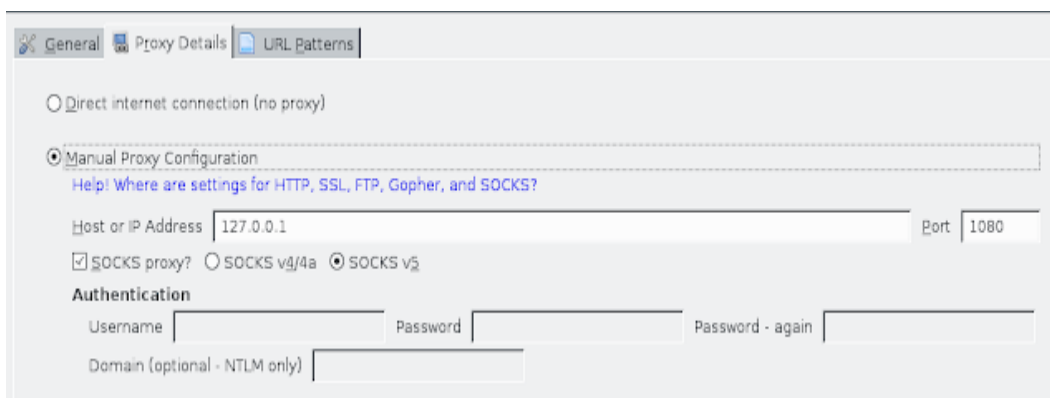 General Proxy Details URL Patterns
Direct internet connection (no proxy)
Manual Proxy Configuration
Help! Where are settings for HTTP, SSL, FTP, Gopher, and SOCKS?
Host or IP Address 127.0.0.1 Port 1080
SOCKS proxy? SOCKS v4/4a SOCKS v5
Authentication
Username Password Password - again
Domain (optional - NTLM only)